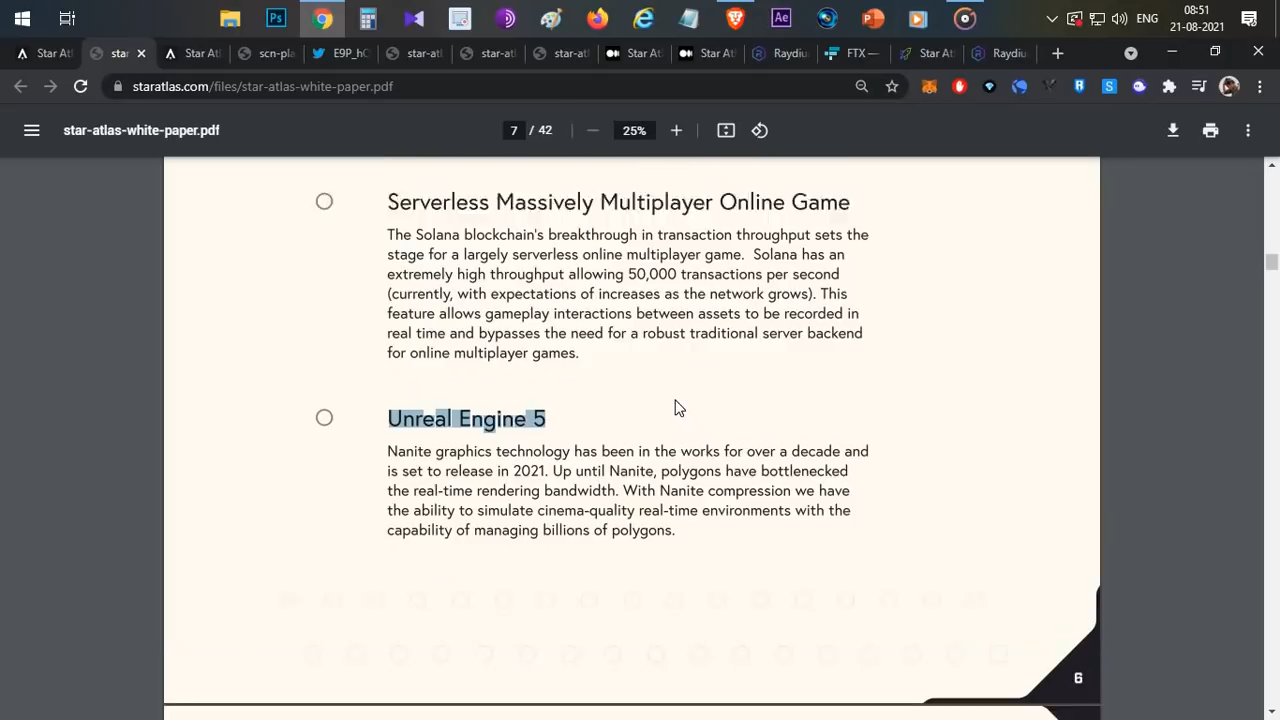 Ps
Ae
ENG
08:51
21-08-2021
Star Atl
star
Star Atl
scn-pla
E9P_hC
star-atl
star-atl
star-atl
Star At
Star At
Raydiu
FTX —
Star At
Raydiu
staratlas.com/files/star-atlas-white-paper.pdf
star-atlas-white-paper.pdf
7 / 42
25%
Serverless Massively Multiplayer Online Game
The Solana blockchain's breakthrough in transaction throughput sets the
stage for a largely serverless online multiplayer game. Solana has an
extremely high throughput allowing 50,000 transactions per second
(currently, with expectations of increases as the network grows). This
feature allows gameplay interactions between assets to be recorded in
real time and bypasses the need for a robust traditional server backend
for online multiplayer games.
Unreal Engine 5
Nanite graphics technology has been in the works for over a decade and
is set to release in 2021. Up until Nanite, polygons have bottlenecked
the real-time rendering bandwidth. With Nanite compression we have
the ability to simulate cinema-quality real-time environments with the
capability of managing billions of polygons.
6